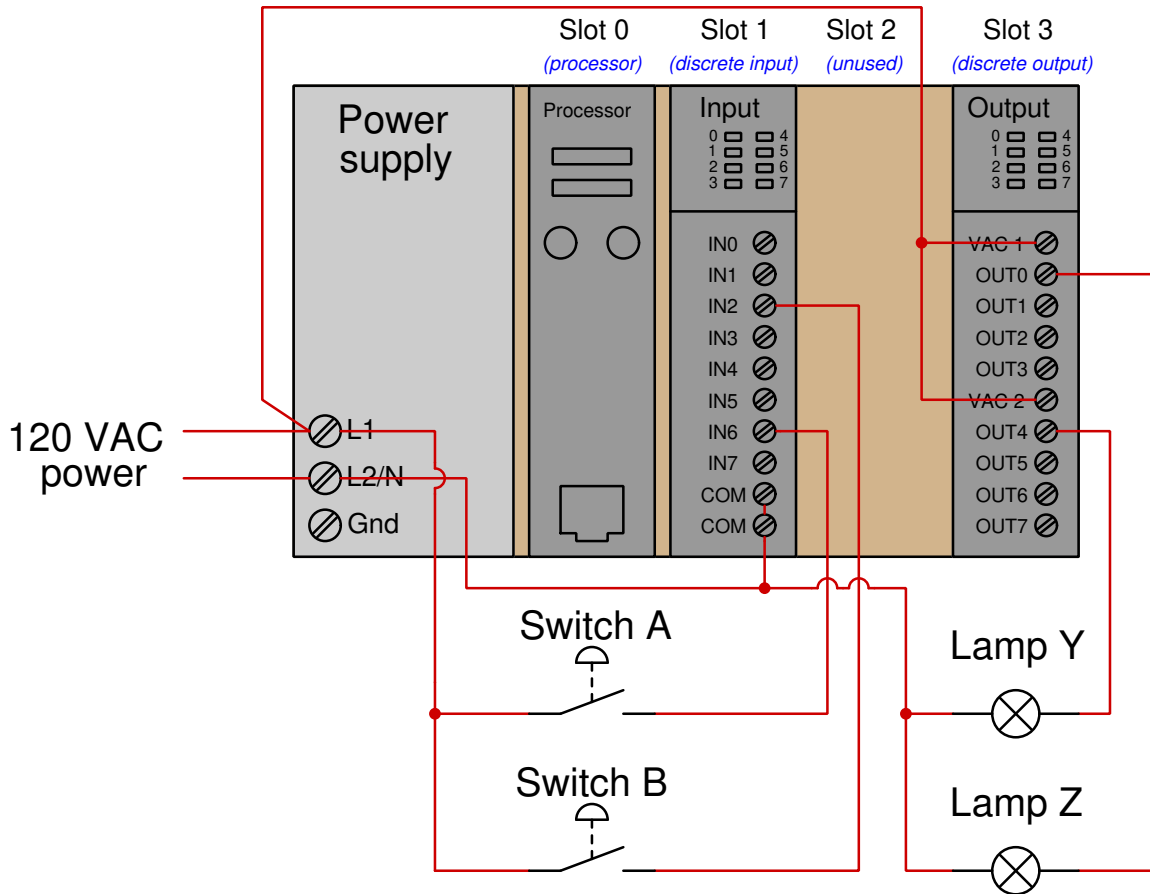 Slot 0 Slot 1 Slot 2 Slot 3
(processor) (discrete input) (unused) (discrete output)
Power
supply
Processor
Input
0 4
1 5
2 6
3 7
Output
0 4
1 5
2 6
3 7
IN0
IN1
IN2
IN3
IN4
IN5
IN6
IN7
COM
COM
VAC 1
OUT0
OUT1
OUT2
OUT3
VAC 2
OUT4
OUT5
OUT6
OUT7
120 VAC
power
L1
L2/N
Gnd
Switch A
Lamp Y
Switch B
Lamp Z